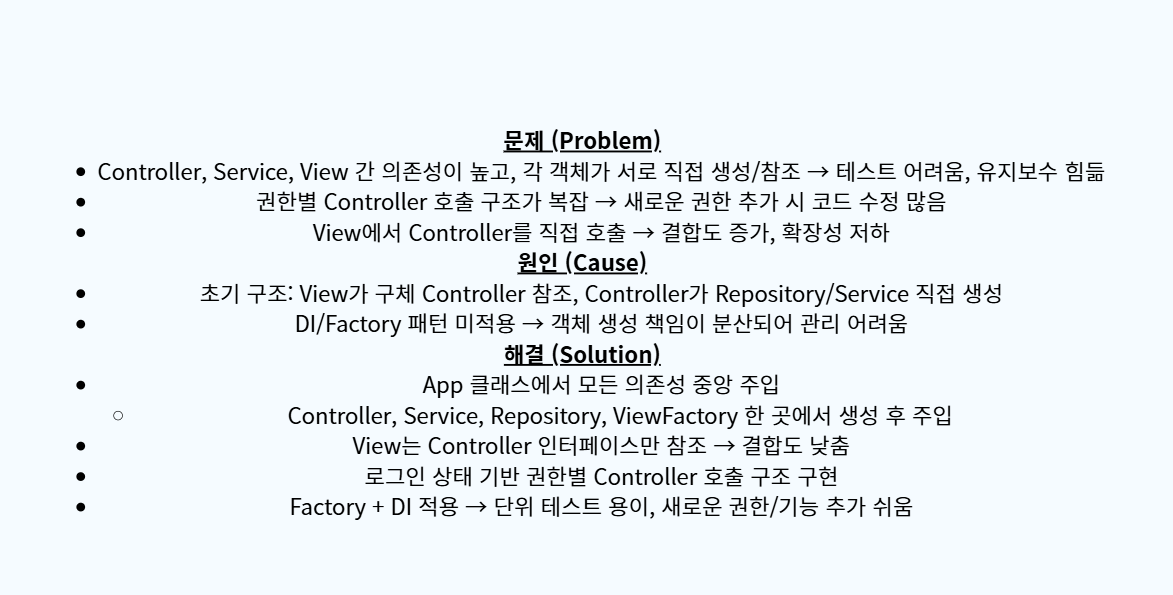 문제 (Problem)
Controller, Service, View 간 의존성이 높고, 각 객체가 서로 직접 생성/참조 → 테스트 어려움, 유지보수 힘듦
권한별 Controller 호출 구조가 복잡 → 새로운 권한 추가 시 코드 수정 많음
View에서 Controller를 직접 호출 → 결합도 증가, 확장성 저하
원인 (Cause)
초기 구조: View가 구체 Controller 참조, Controller가 Repository/Service 직접 생성
DI/Factory 패턴 미적용 → 객체 생성 책임이 분산되어 관리 어려움
해결 (Solution)
App 클래스에서 모든 의존성 중앙 주입
Controller, Service, Repository, ViewFactory 한 곳에서 생성 후 주입
View는 Controller 인터페이스만 참조 → 결합도 낮춤
로그인 상태 기반 권한별 Controller 호출 구조 구현
Factory + DI 적용 → 단위 테스트 용이, 새로운 권한/기능 추가 쉬움